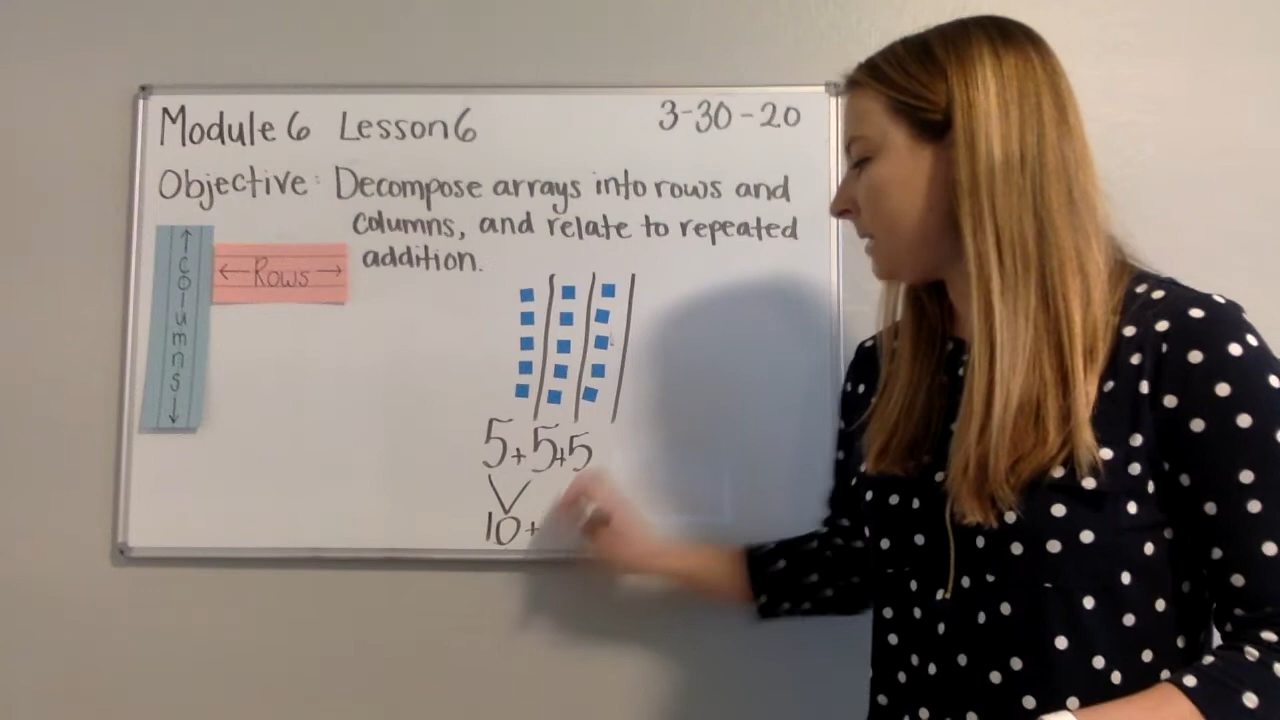 Module 6 Lesson 6
3-30-20
Objective: Decompose arrays into rows and
columns, and relate to repeated
addition.
Columns
←Rows→
5+5+5
10+